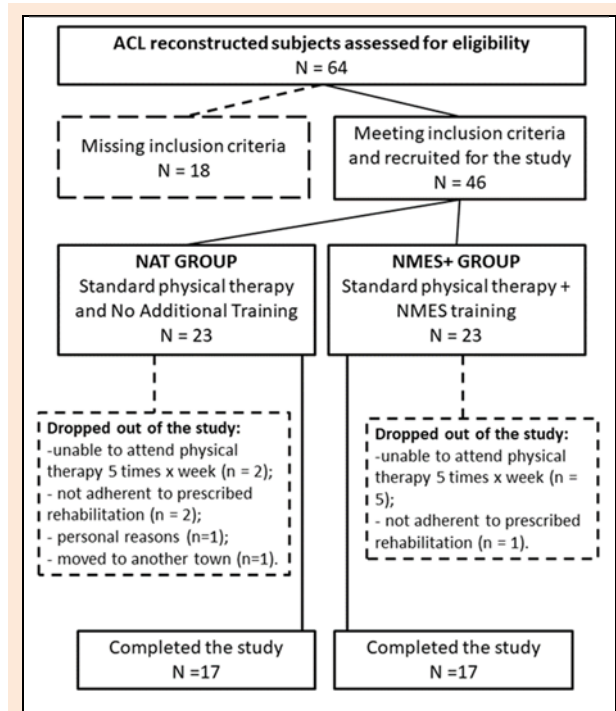 ACL reconstructed subjects assessed for eligibility
N = 64
Missing inclusion criteria
N = 18
Meeting inclusion criteria
and recruited for the study
N = 46
NAT GROUP
Standard physical therapy
and No Additional Training
N = 23
NMES+ GROUP
Standard physical therapy +
NMES training
N = 23
Dropped out of the study:
-unable to attend physical
therapy 5 times x week (n = 2);
- not adherent to prescribed
rehabilitation (n = 2);
- personal reasons (n=1);
- moved to another town (n=1).
Dropped out of the study:
-unable to attend physical
therapy 5 times x week (n =
5);
- not adherent to prescribed
rehabilitation (n = 1).
Completed the study
N =17
Completed the study
N =17